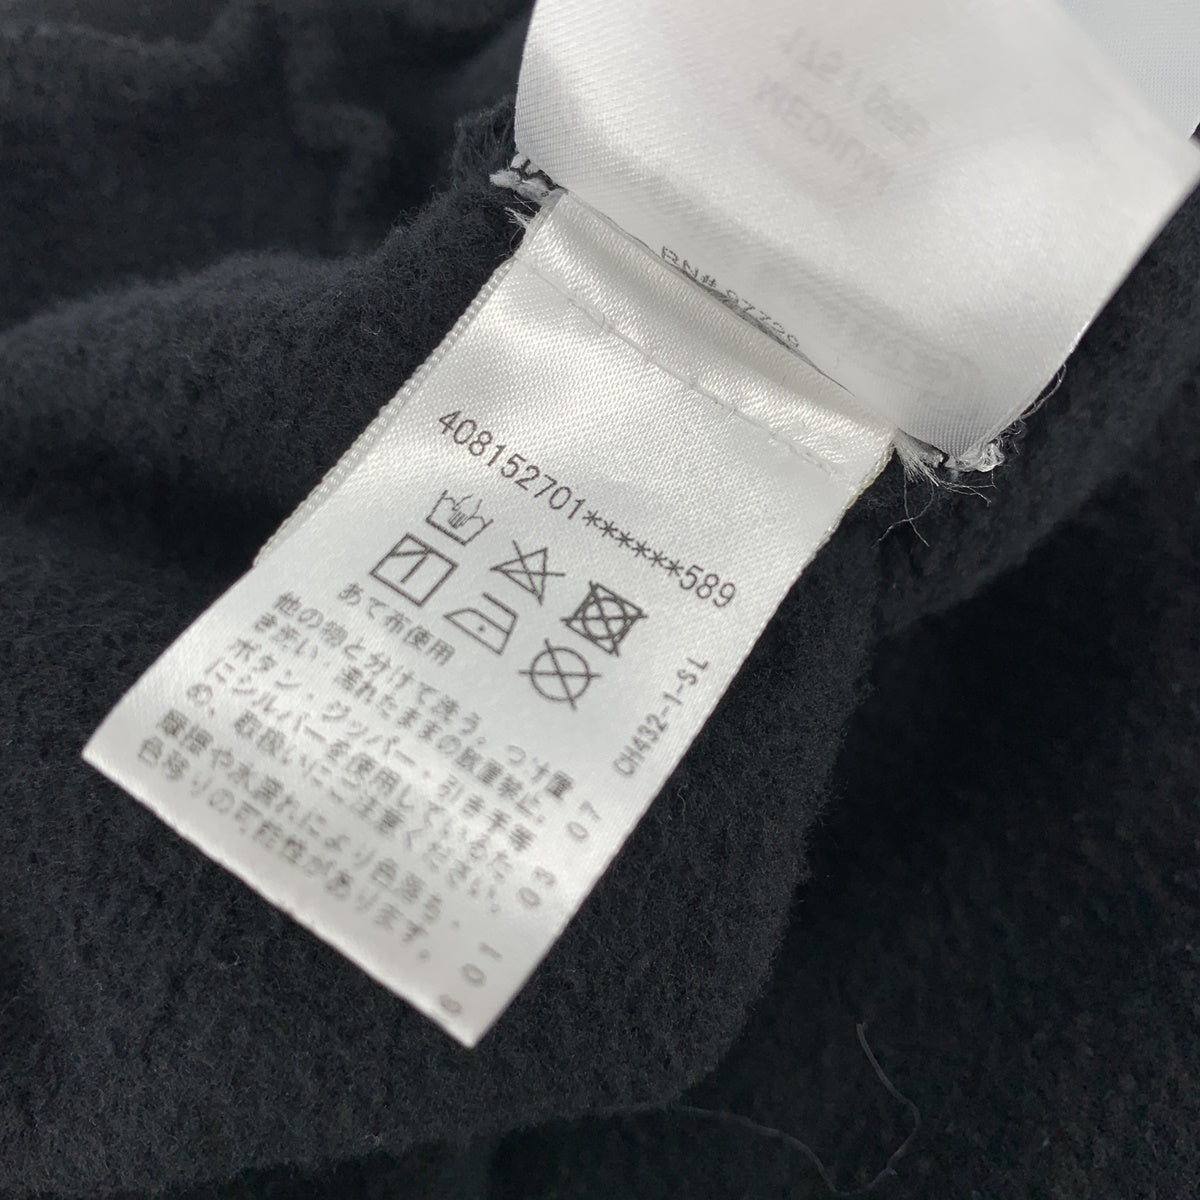 MEDIUM
BN# 97729
408152701******589
あて布使用
他の物と分けて洗う。つけ置
き洗い・濡れたままの放置禁止。
ボタン、ジッパー、引き手等
にシルバーを使用しているた
め、取扱いにご注意ください。
摩擦や水濡れにより色落ち、
色移りの可能性があります。
CH432-1-SL
07
03
10